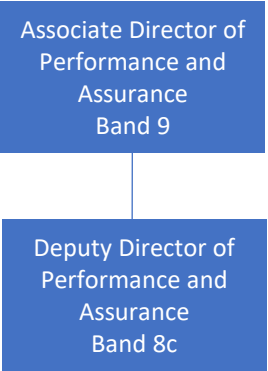 Associate Director of
Performance and
Assurance
Band 9
Deputy Director of
Performance and
Assurance
Band 8c